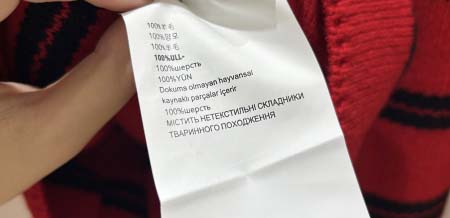 100%羊毛
100%양모
100%羊毛
100%ULL-
100%шерсть
100%YÜN
Dokuma olmayan hayvansal
kaynaklı parçalar içerir
100%шерсть
МІСТИТЬ НЕТЕКСТИЛЬНІ СКЛАДНИКИ
ТВАРИННОГО ПОХОДЖЕННЯ